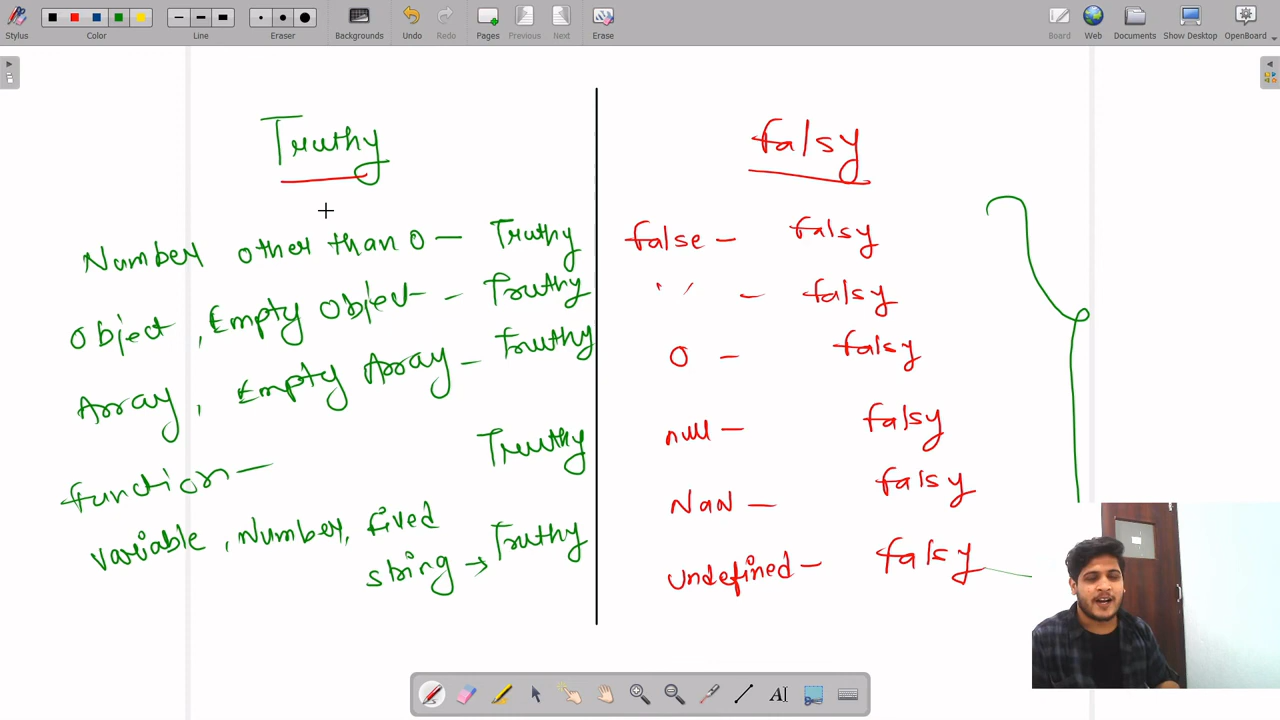 Stylus
Color
Line
Eraser
Backgrounds
Undo
Redo
Pages
Previous
Next
Erase
Board
Web
Documents
Show Desktop
OpenBoard
Truthy
Number other than 0 — Truthy
Object, Empty Object — Truthy
Array, Empty Array — Truthy
function — Truthy
variable, Number, fixed
string → Truthy
falsy
false — falsy
" " — falsy
0 — falsy
null — falsy
NaN — falsy
undefined — falsy
AI